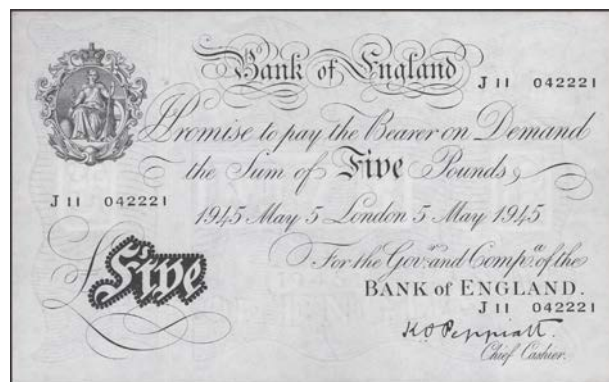 Bank of England
J 11 042221
Promise to pay the Bearer on Demand
the Sum of Five Pounds
J 11 042221
1945 May 5 London 5 May 1945
For the Gov.r and Comp.a of the
BANK of ENGLAND.
J 11 042221
£Five
K O Peppiatt.
Chief Cashier.